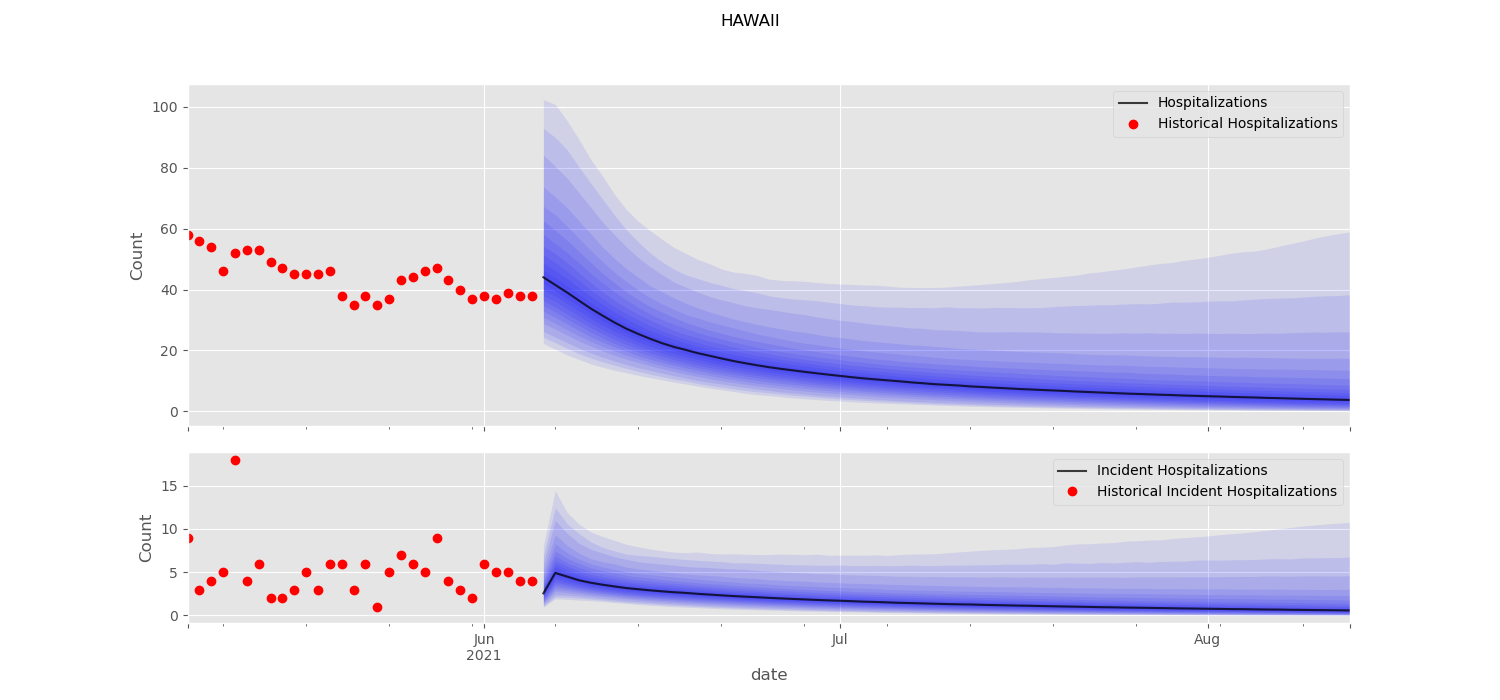 HAWAII
Hospitalizations
Historical Hospitalizations
Count
100
80
60
40
20
0
Incident Hospitalizations
Historical Incident Hospitalizations
Count
15
10
5
0
Jun
2021
Jul
Aug
date